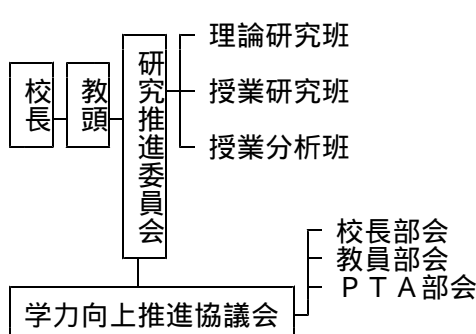 校長
教頭
研究推進委員会
理論研究班
授業研究班
授業分析班
学力向上推進協議会
校長部会
教員部会
ＰＴＡ部会